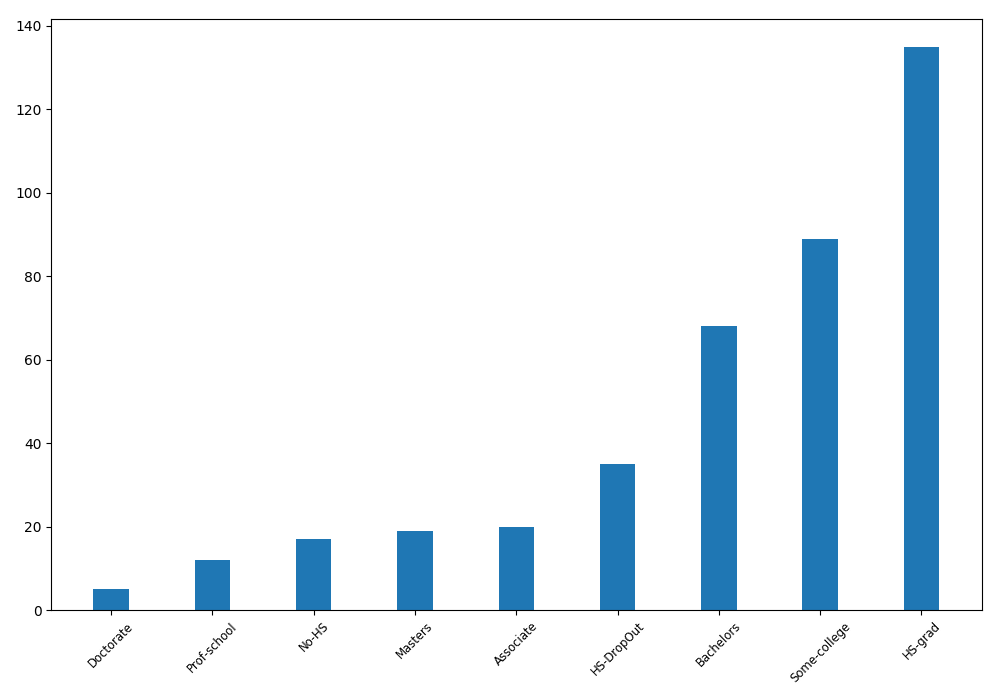 140
120
100
80
60
40
20
0
Doctorate
Prof-school
No-HS
Masters
Associate
HS-DropOut
Bachelors
Some-college
HS-grad